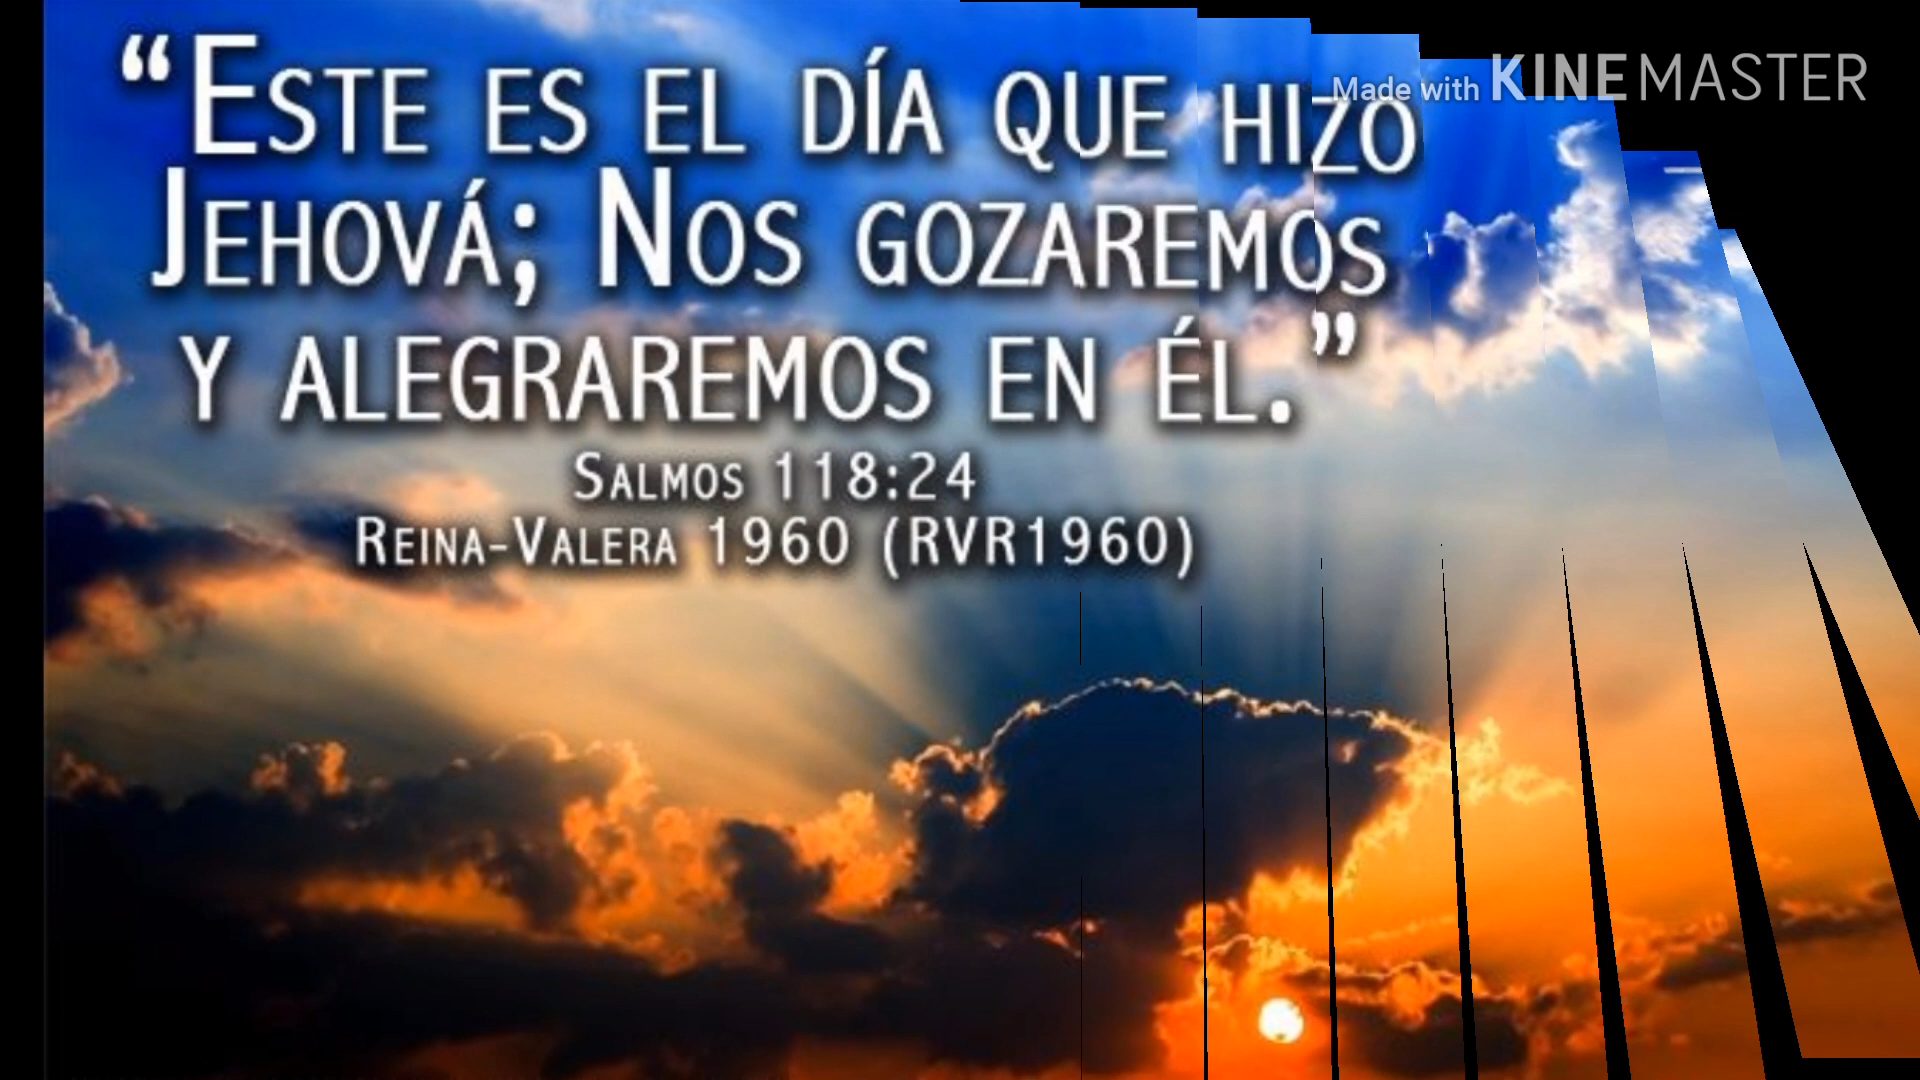 “Este es el día que hizo
Jehová; Nos gozaremos
y alegraremos en Él.”
Salmos 118:24
Reina-Valera 1960 (RVR1960)
Made with KINEMASTER